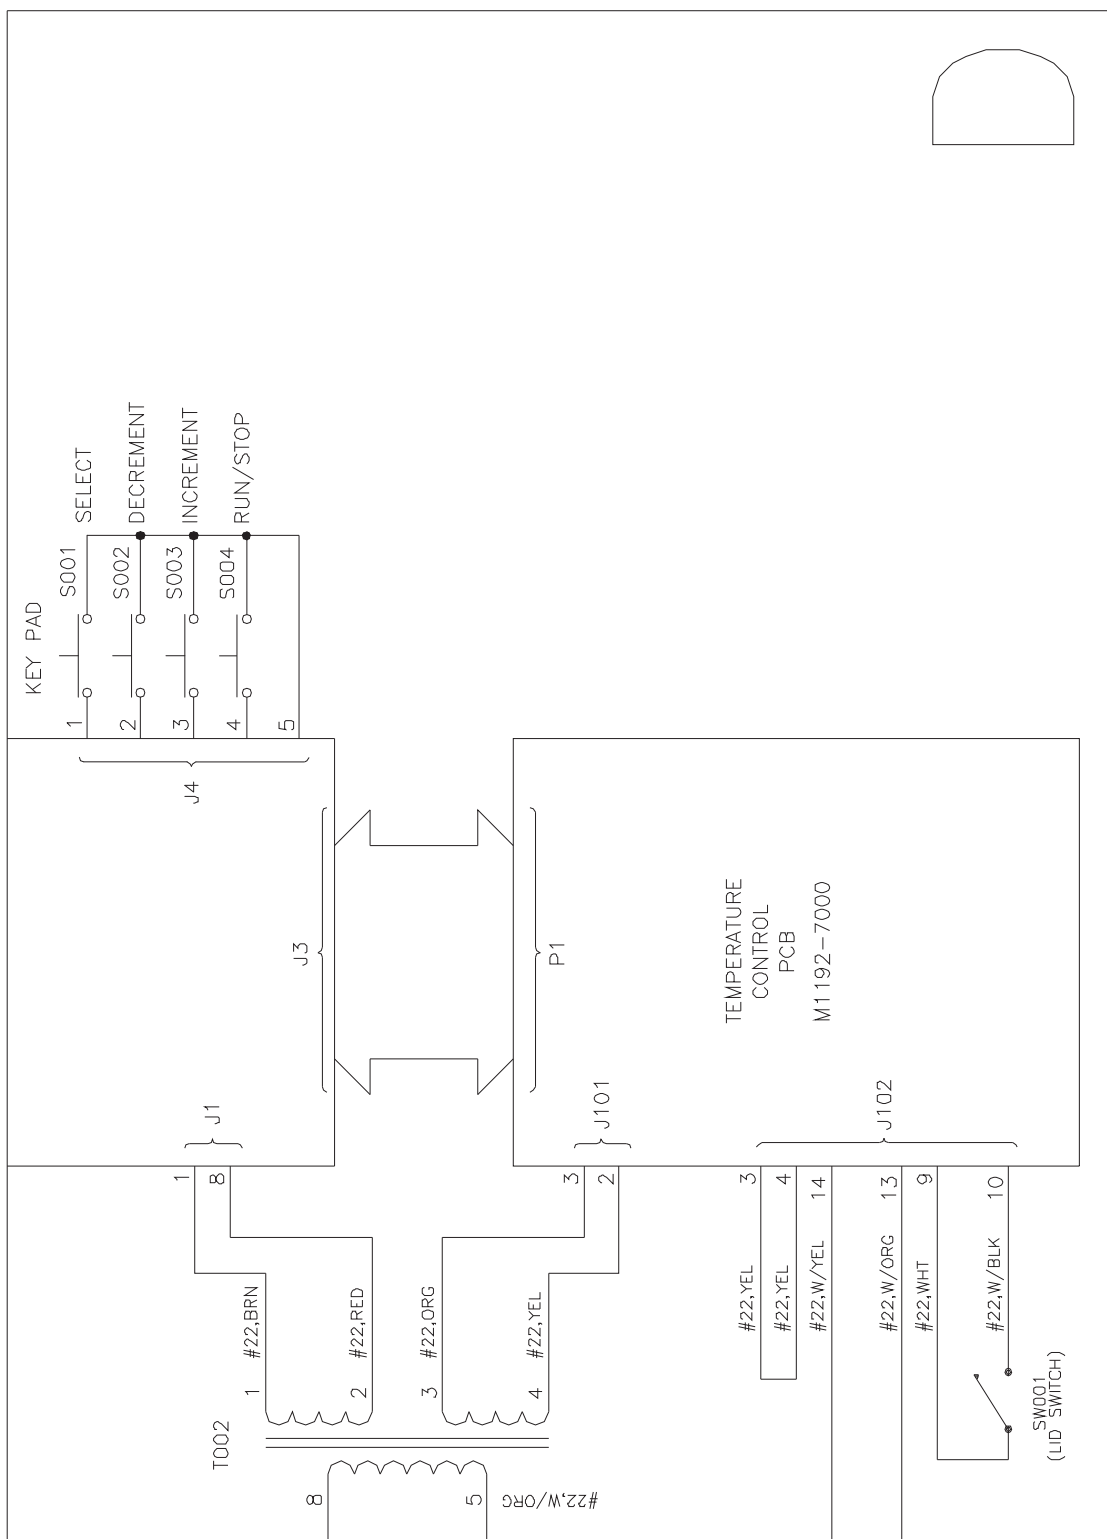 KEY PAD
S001
SELECT
S002
DECREMENT
S003
INCREMENT
S004
RUN/STOP
1
2
3
4
5
J4
J3
P1
J1
1
8
J101
3
2
TEMPERATURE
CONTROL
PCB
M1192-7000
J102
3
4
14
13
9
10
#22,BRN
#22,RED
#22,ORG
#22,YEL
#22,YEL
#22,YEL
#22,W/YEL
#22,W/ORG
#22,WHT
#22,W/BLK
1
2
3
4
T002
8
5
#22,W/ORG
SW001
(LID SWITCH)